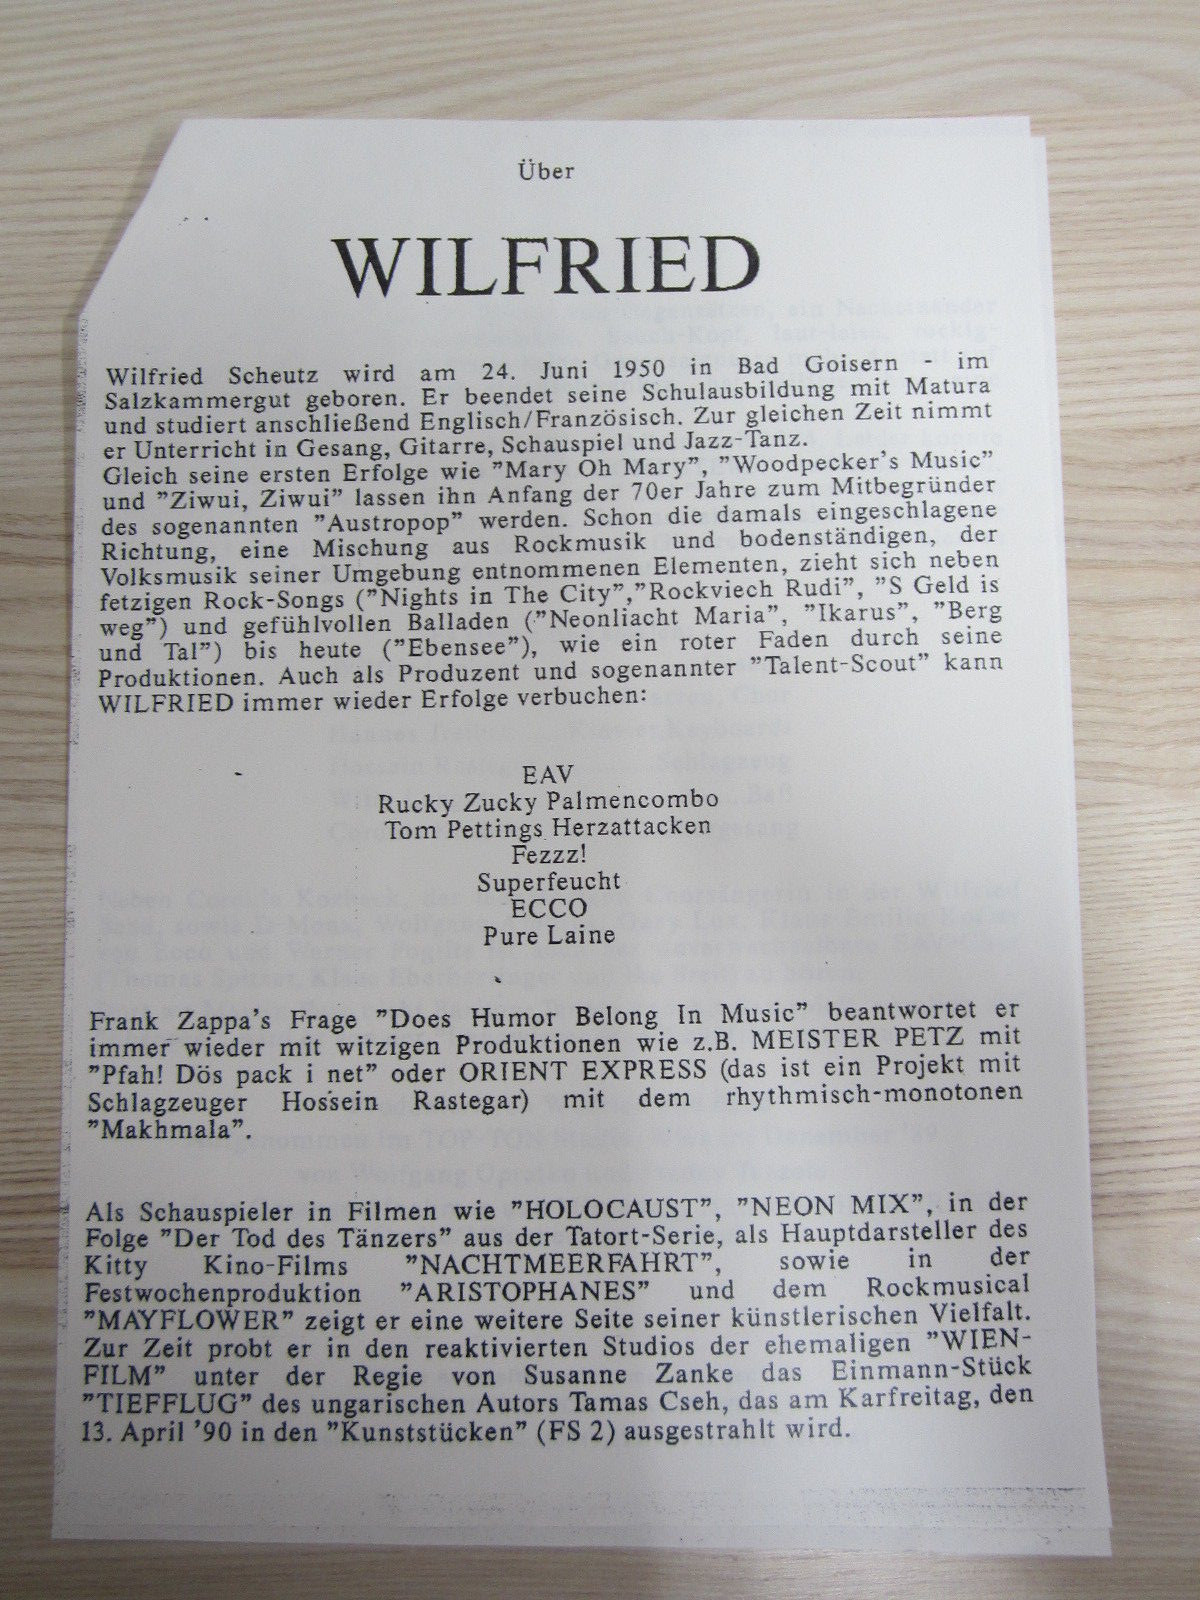 Über
WILFRIED
Wilfried Scheutz wird am 24. Juni 1950 in Bad Goisern - im
Salzkammergut geboren. Er beendet seine Schulausbildung mit Matura
und studiert anschließend Englisch/Französisch. Zur gleichen Zeit nimmt
er Unterricht in Gesang, Gitarre, Schauspiel und Jazz-Tanz.
Gleich seine ersten Erfolge wie "Mary Oh Mary", "Woodpecker's Music"
und "Ziwui, Ziwui" lassen ihn Anfang der 70er Jahre zum Mitbegründer
des sogenannten "Austropop" werden. Schon die damals eingeschlagene
Richtung, eine Mischung aus Rockmusik und bodenständigen, der
Volksmusik seiner Umgebung entnommenen Elementen, zieht sich neben
fetzigen Rock-Songs ("Nights in The City","Rockviech Rudi", "S Geld is
weg") und gefühlvollen Balladen ("Neonliacht Maria", "Ikarus", "Berg
und Tal") bis heute ("Ebensee"), wie ein roter Faden durch seine
Produktionen. Auch als Produzent und sogenannter "Talent-Scout" kann
WILFRIED immer wieder Erfolge verbuchen:
EAV
Rucky Zucky Palmencombo
Tom Pettings Herzattacken
Fezzz!
Superfeucht
ECCO
Pure Laine
Frank Zappa's Frage "Does Humor Belong In Music" beantwortet er
immer wieder mit witzigen Produktionen wie z.B. MEISTER PETZ mit
"Pfah! Dös pack i net" oder ORIENT EXPRESS (das ist ein Projekt mit
Schlagzeuger Hossein Rastegar) mit dem rhythmisch-monotonen
"Makhmala".
Als Schauspieler in Filmen wie "HOLOCAUST", "NEON MIX", in der
Folge "Der Tod des Tänzers" aus der Tatort-Serie, als Hauptdarsteller des
Kitty Kino-Films "NACHTMEERFAHRT", sowie in der
Festwochenproduktion "ARISTOPHANES" und dem Rockmusical
"MAYFLOWER" zeigt er eine weitere Seite seiner künstlerischen Vielfalt.
Zur Zeit probt er in den reaktivierten Studios der ehemaligen "WIEN-
FILM" unter der Regie von Susanne Zanke das Einmann-Stück
"TIEFFLUG" des ungarischen Autors Tamas Cseh, das am Karfreitag, den
13. April '90 in den "Kunststücken" (FS 2) ausgestrahlt wird.